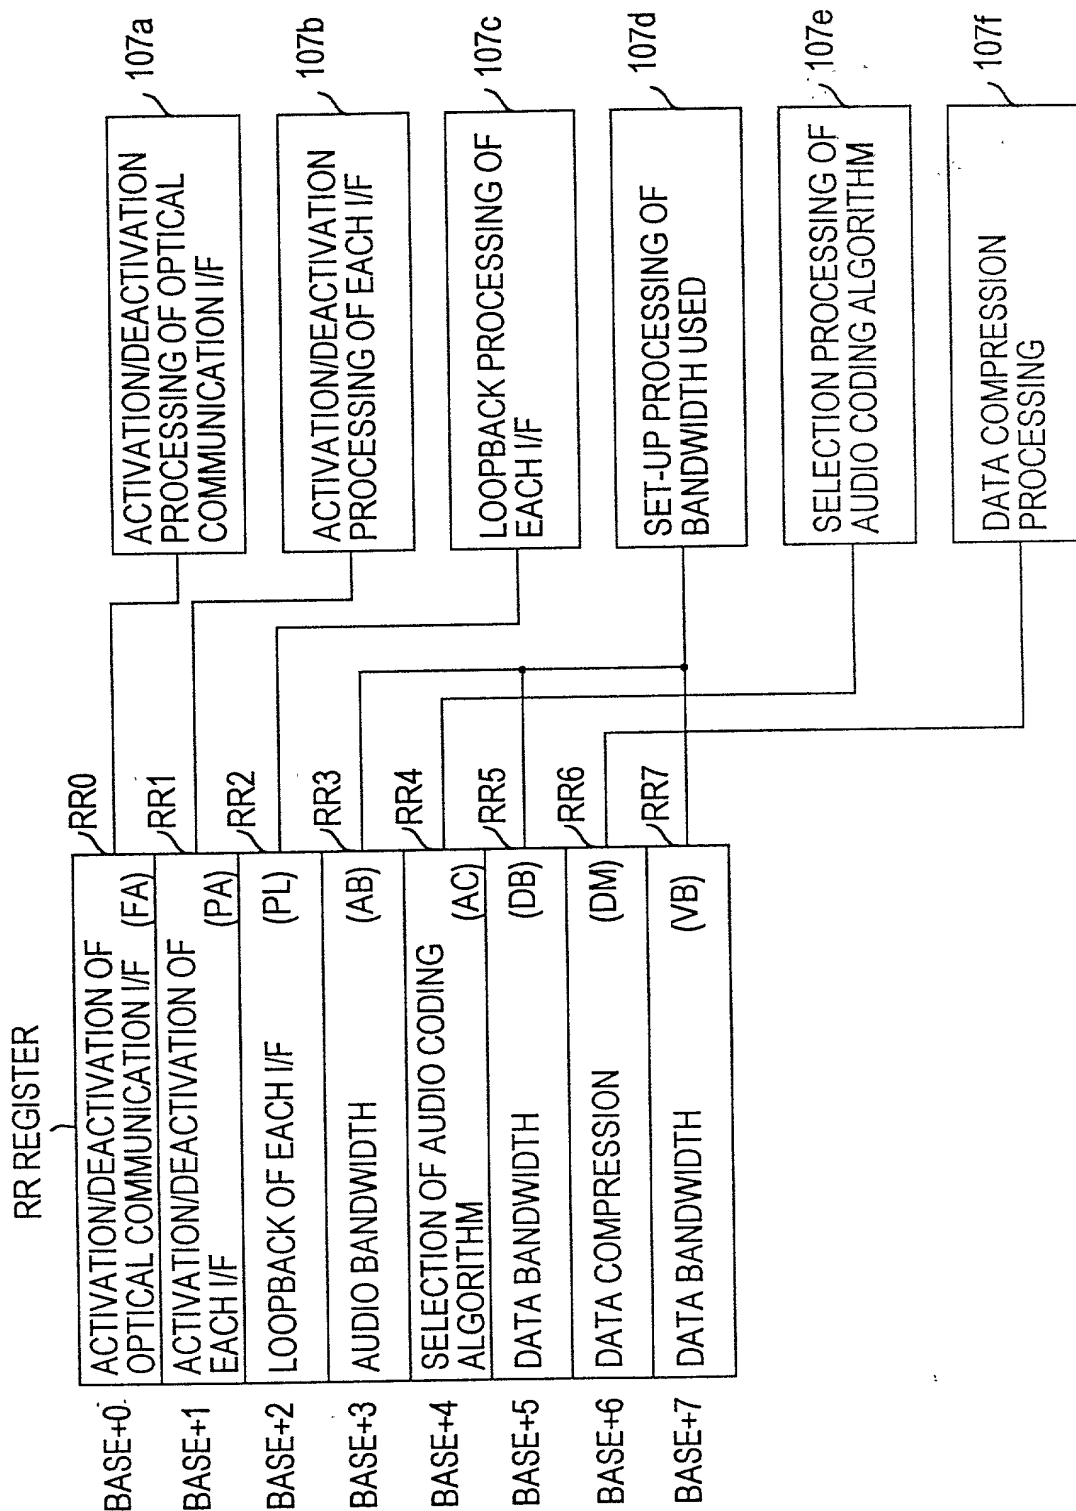 RR REGISTER
BASE+0
ACTIVATION/DEACTIVATION OF
OPTICAL COMMUNICATION I/F (FA)
RR0
BASE+1
ACTIVATION/DEACTIVATION OF
EACH I/F
(PA)
RR1
BASE+2
LOOPBACK OF EACH I/F
(PL)
RR2
BASE+3
AUDIO BANDWIDTH
(AB)
RR3
BASE+4
SELECTION OF AUDIO CODING
ALGORITHM
(AC)
RR4
BASE+5
DATA BANDWIDTH
(DB)
RR5
BASE+6
DATA COMPRESSION
(DM)
RR6
BASE+7
DATA BANDWIDTH
(VB)
RR7
ACTIVATION/DEACTIVATION
PROCESSING OF OPTICAL
COMMUNICATION I/F
107a
ACTIVATION/DEACTIVATION
PROCESSING OF EACH I/F
107b
LOOPBACK PROCESSING OF
EACH I/F
107c
SET-UP PROCESSING OF
BANDWIDTH USED
107d
SELECTION PROCESSING OF
AUDIO CODING ALGORITHM
107e
DATA COMPRESSION
PROCESSING
107f